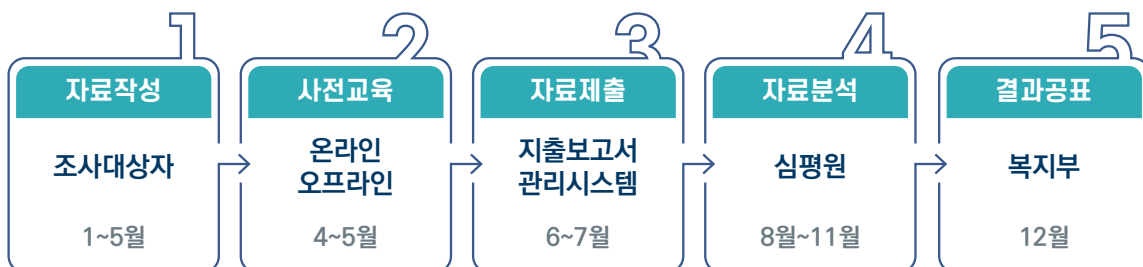 1
자료작성
조사대상자
1~5월
2
사전교육
온라인
오프라인
4~5월
3
자료제출
지출보고서
관리시스템
6~7월
4
자료분석
심평원
8월~11월
5
결과공표
복지부
12월